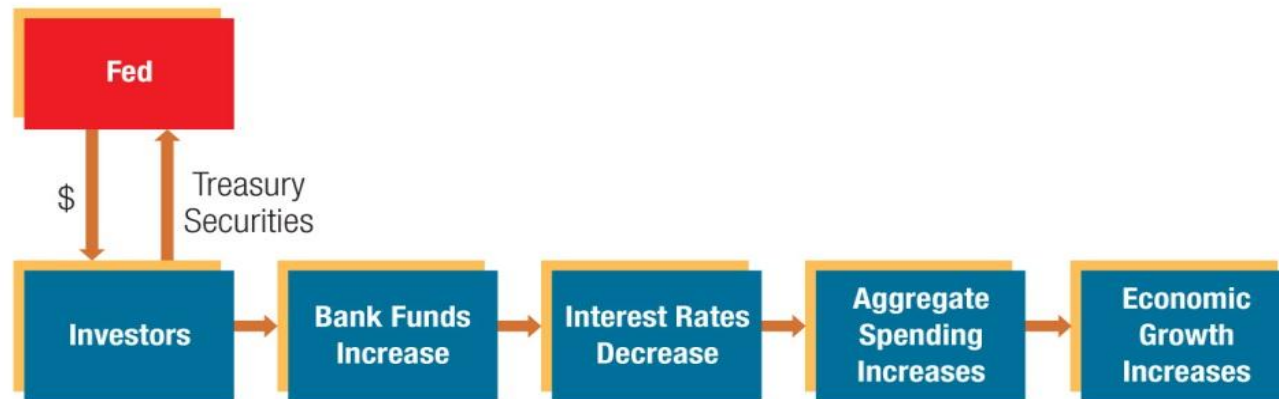 Fed
$
Treasury
Securities
Investors
Bank Funds
Increase
Interest Rates
Decrease
Aggregate
Spending
Increases
Economic
Growth
Increases